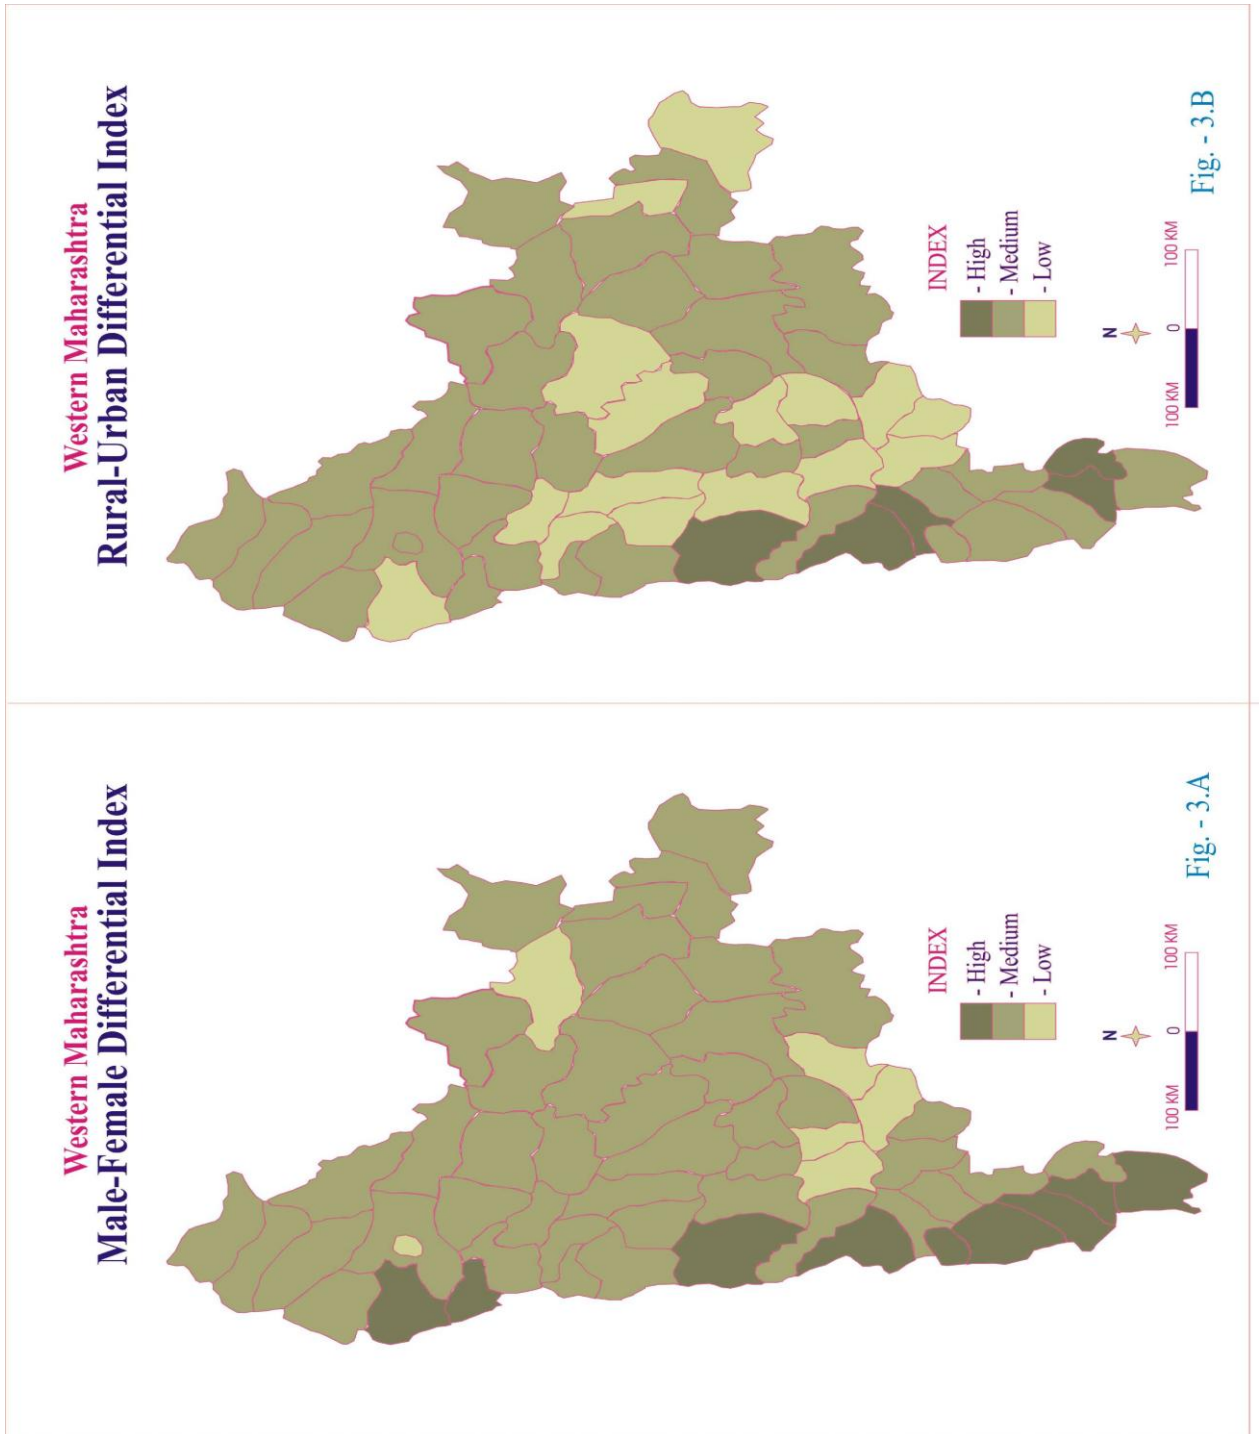 Western Maharashtra
Male-Female Differential Index
INDEX
- High
- Medium
- Low
N
100 KM 0 100 KM
Fig. - 3.A
Western Maharashtra
Rural-Urban Differential Index
INDEX
- High
- Medium
- Low
N
100 KM 0 100 KM
Fig. - 3.B